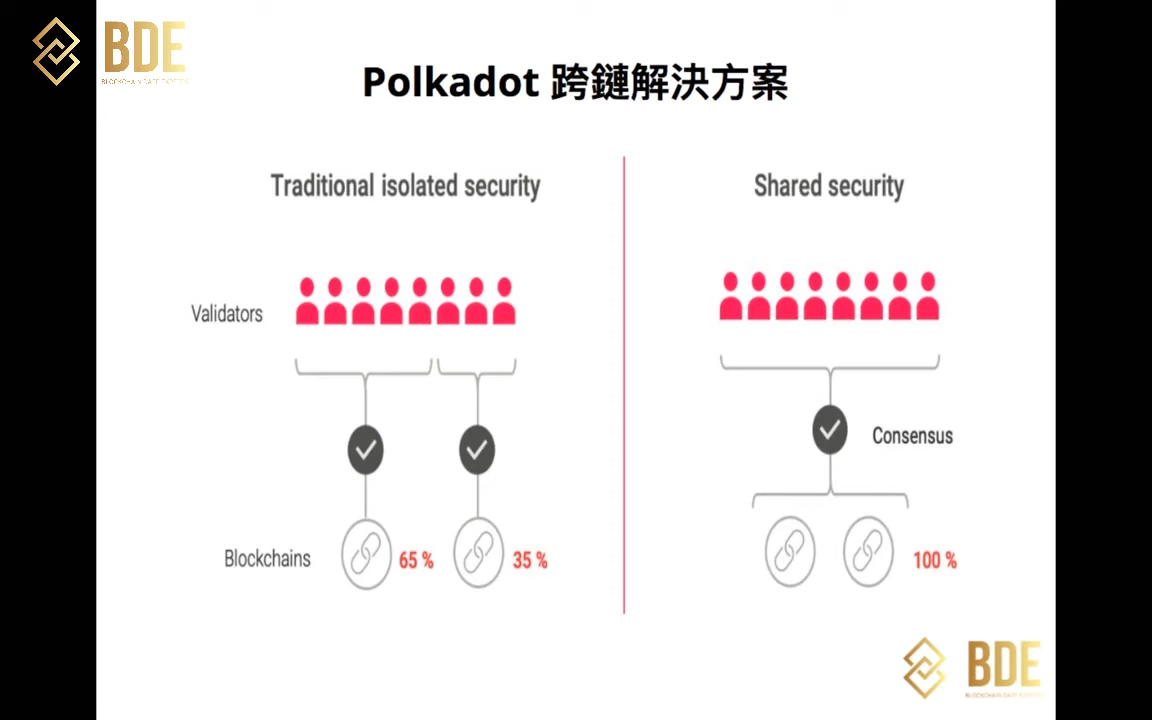 BDE
Polkadot 跨鏈解決方案
Traditional isolated security
Shared security
Validators
Consensus
Blockchains
65 %
35 %
100 %
BDE